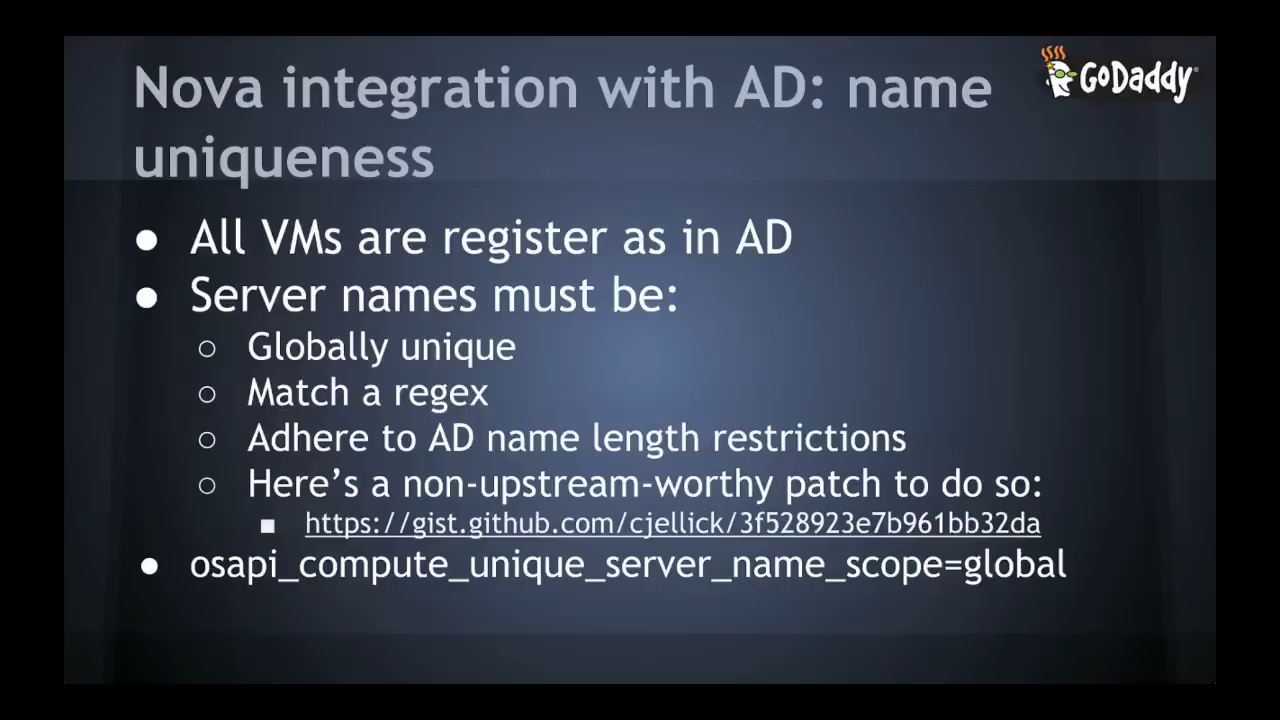 Nova integration with AD: name
uniqueness
GoDaddy
● All VMs are register as in AD
● Server names must be:
○ Globally unique
○ Match a regex
○ Adhere to AD name length restrictions
○ Here’s a non-upstream-worthy patch to do so:
■ https://gist.github.com/cjellick/3f528923e7b961bb32da
● osapi_compute_unique_server_name_scope=global